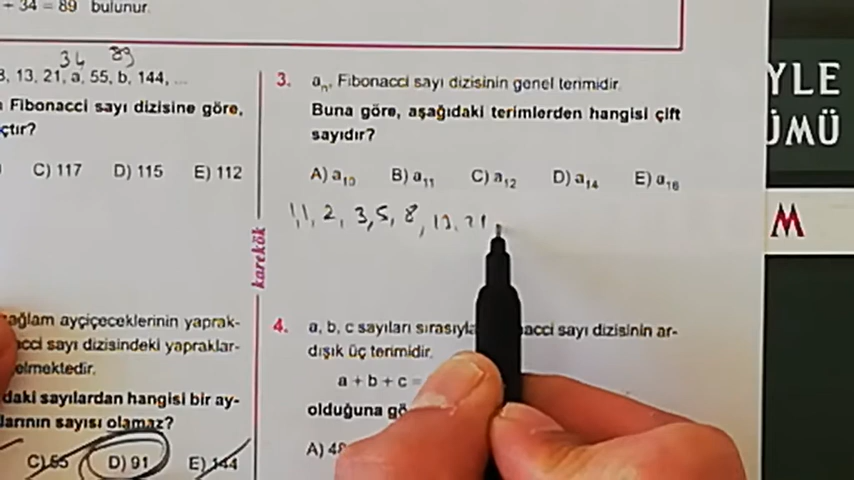 + 34 = 89 bulunur.
34 89
8, 13, 21, a, 55, b, 144, ...
Fibonacci sayı dizisine göre,
çtır?
C) 117 D) 115 E) 112
sağlam ayçiçeklerinin yaprak-
cci sayı dizisindeki yapraklar-
elmektedir.
daki sayılardan hangisi bir ay-
larının sayısı olamaz?
C) 55 D) 91 E) 144
karekök
3. aₙ, Fibonacci sayı dizisinin genel terimidir.
Buna göre, aşağıdaki terimlerden hangisi çift
sayıdır?
A) a₁₀ B) a₁₁ C) a₁₂ D) a₁₄ E) a₁₆
1, 1, 2, 3, 5, 8, 13, 21
4. a, b, c sayıları sırasıyla acci sayı dizisinin ar-
dışık üç terimidir.
a + b + c =
olduğuna gö
A) 48
YLE
ÜMÜ
M